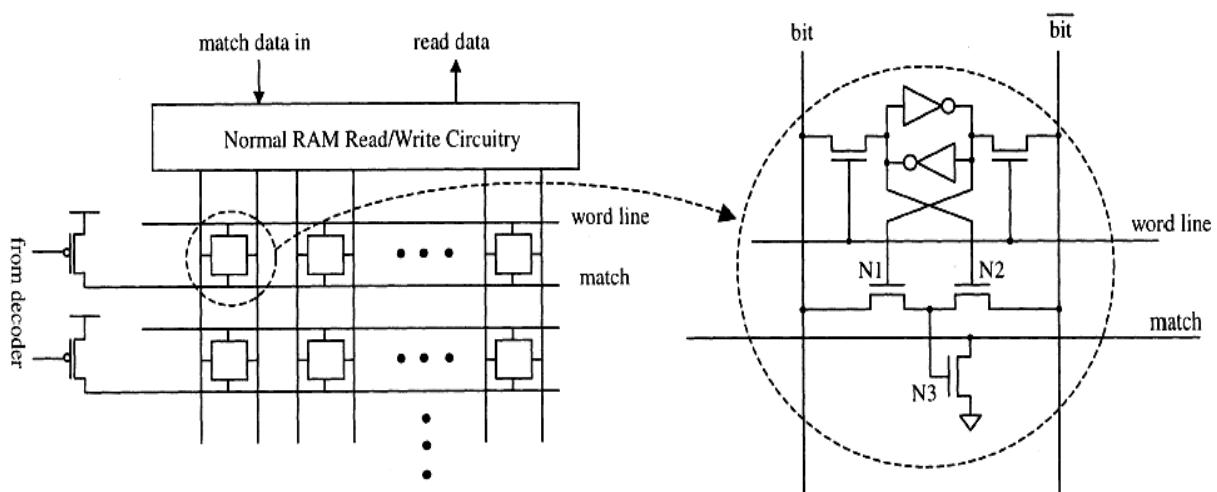 match data in
read data
Normal RAM Read/Write Circuitry
from decoder
word line
match
bit
bit
word line
N1
N2
match
N3